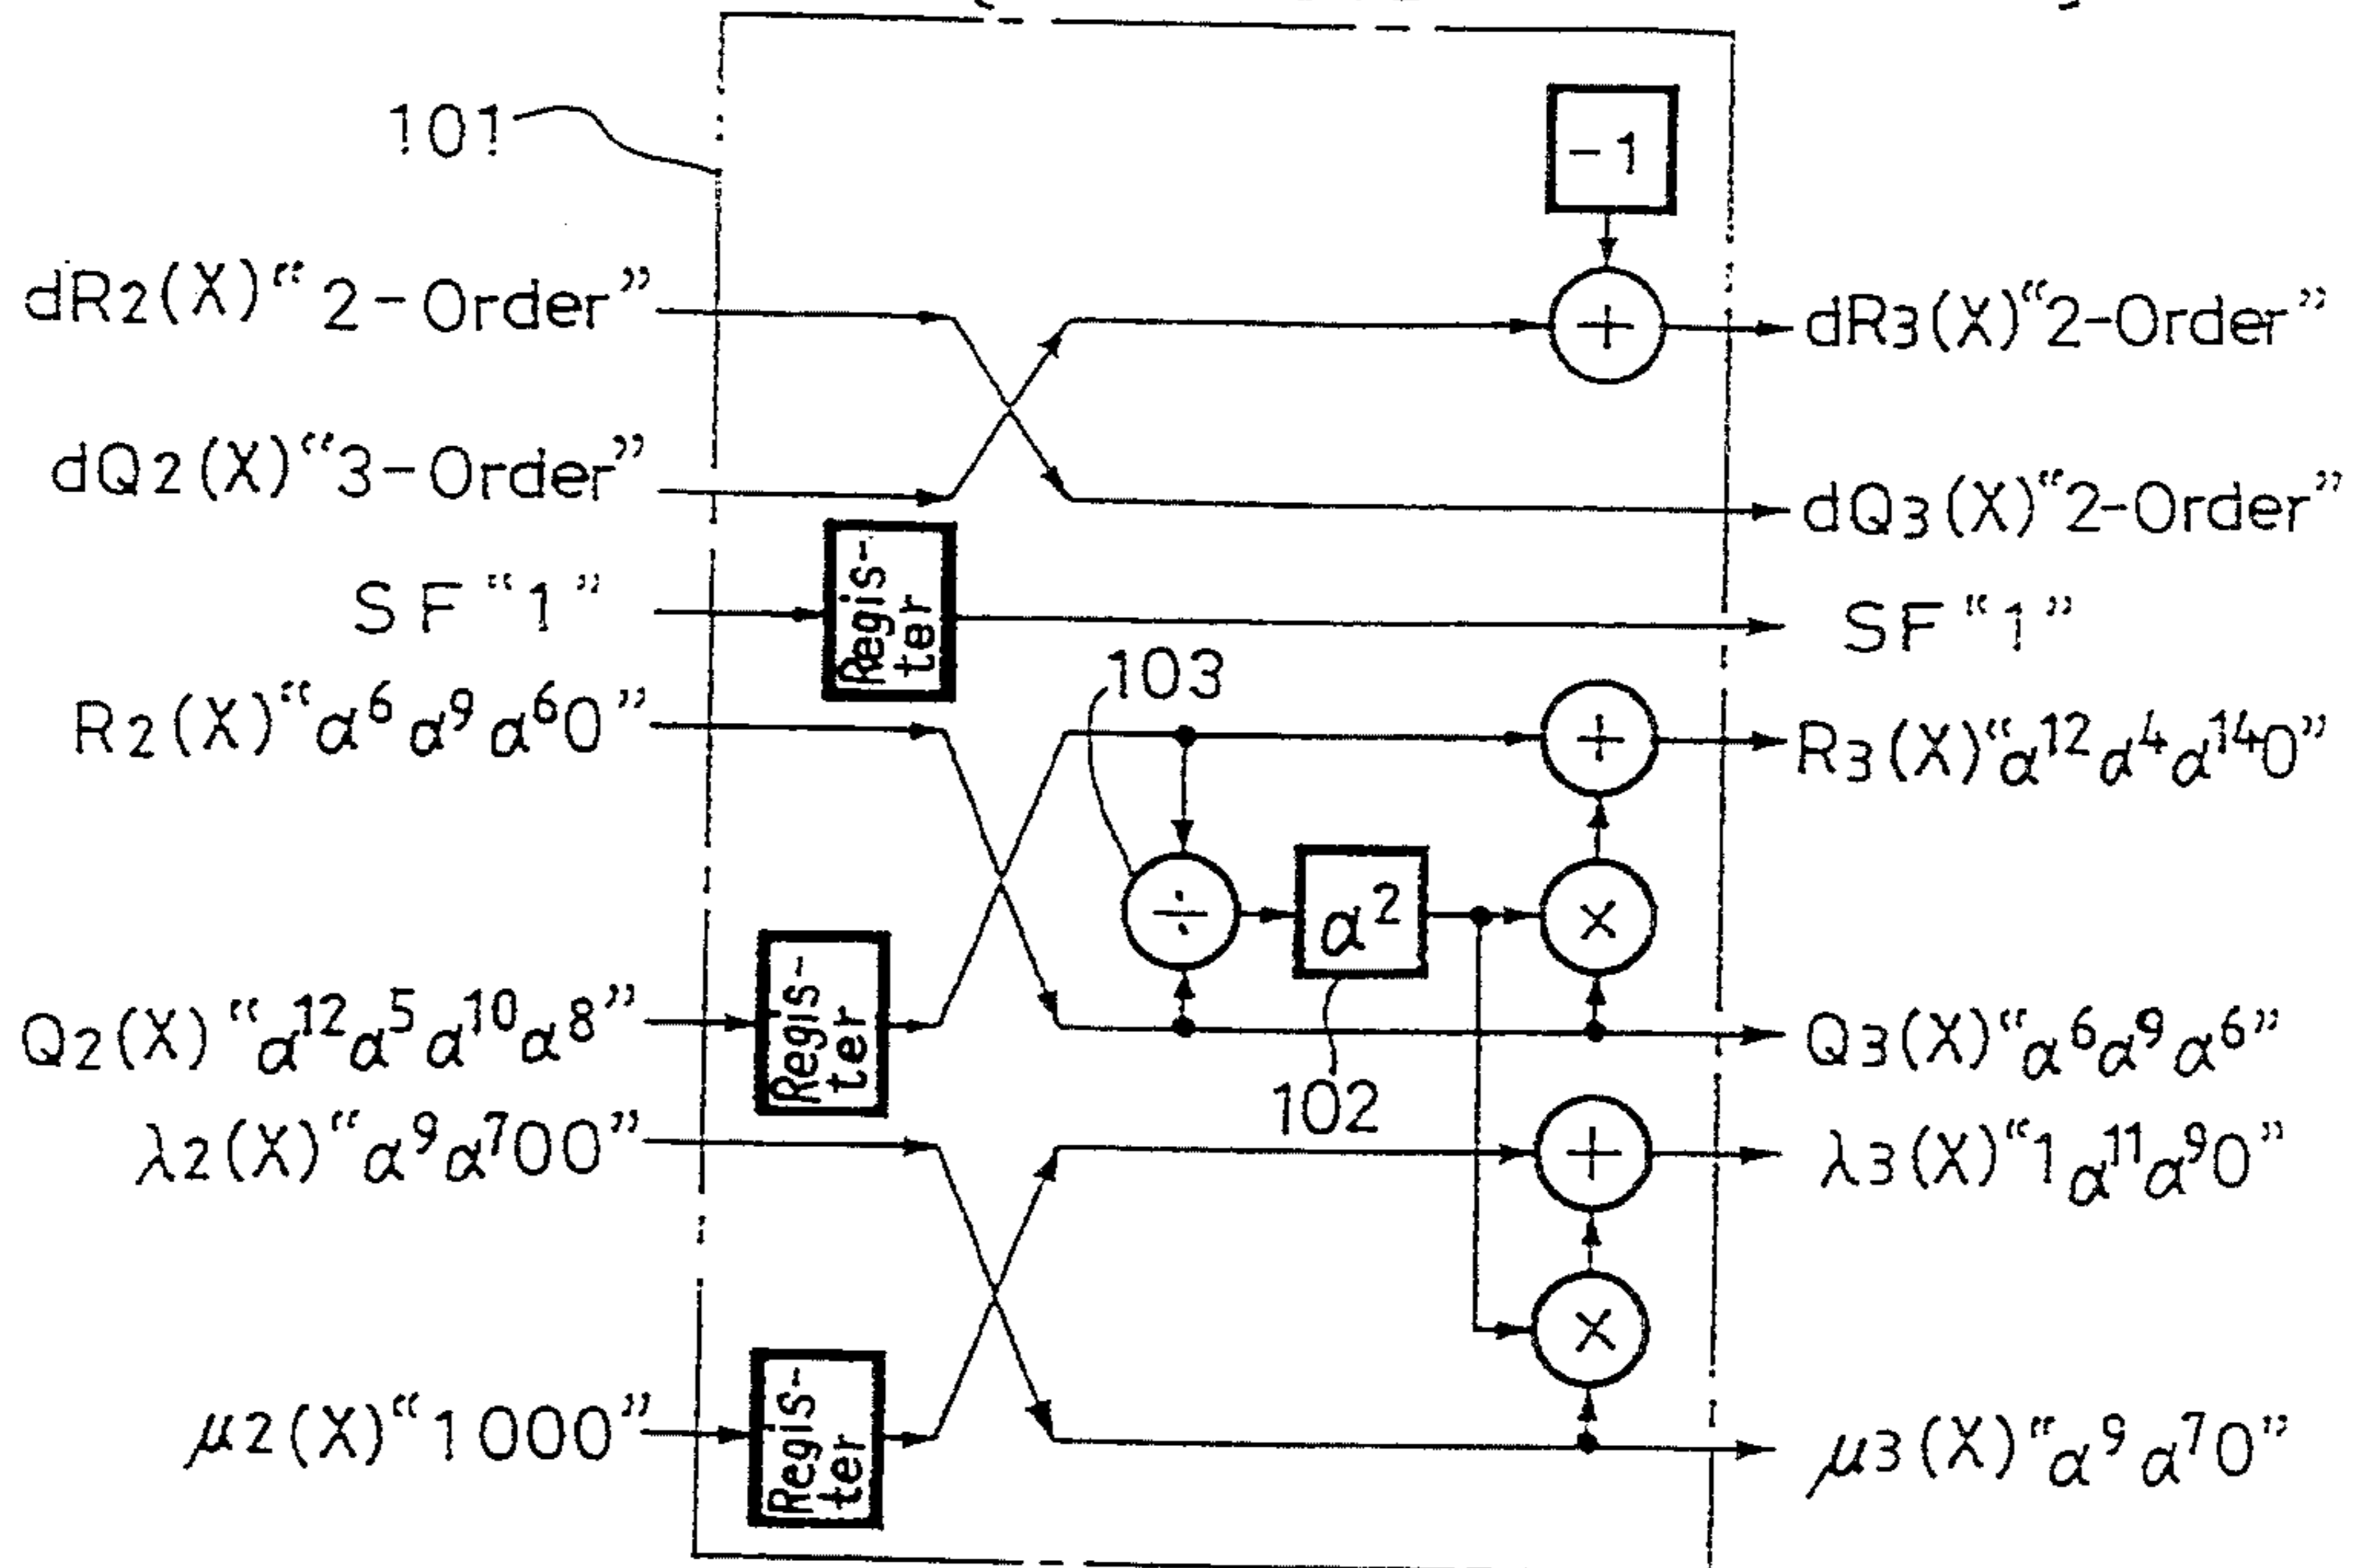 101
-1
dR2(X)“2-Order”
+
dR3(X)“2-Order”
dQ2(X)“3-Order”
dQ3(X)“2-Order”
SF“1”
Regis-
ter
SF“1”
103
R2(X)“α⁶α⁹α⁶0”
+
R3(X)“α¹²α⁴α¹⁴0”
÷
α²
×
Q2(X)“α¹²α⁵α¹⁰α8”
Regis-
ter
Q3(X)“α⁶α⁹α⁶”
102
λ2(X)“α⁹α⁷00”
+
λ3(X)“1α¹¹α⁹0”
×
μ2(X)“1000”
Regis-
ter
μ3(X)“α⁹α⁷0”